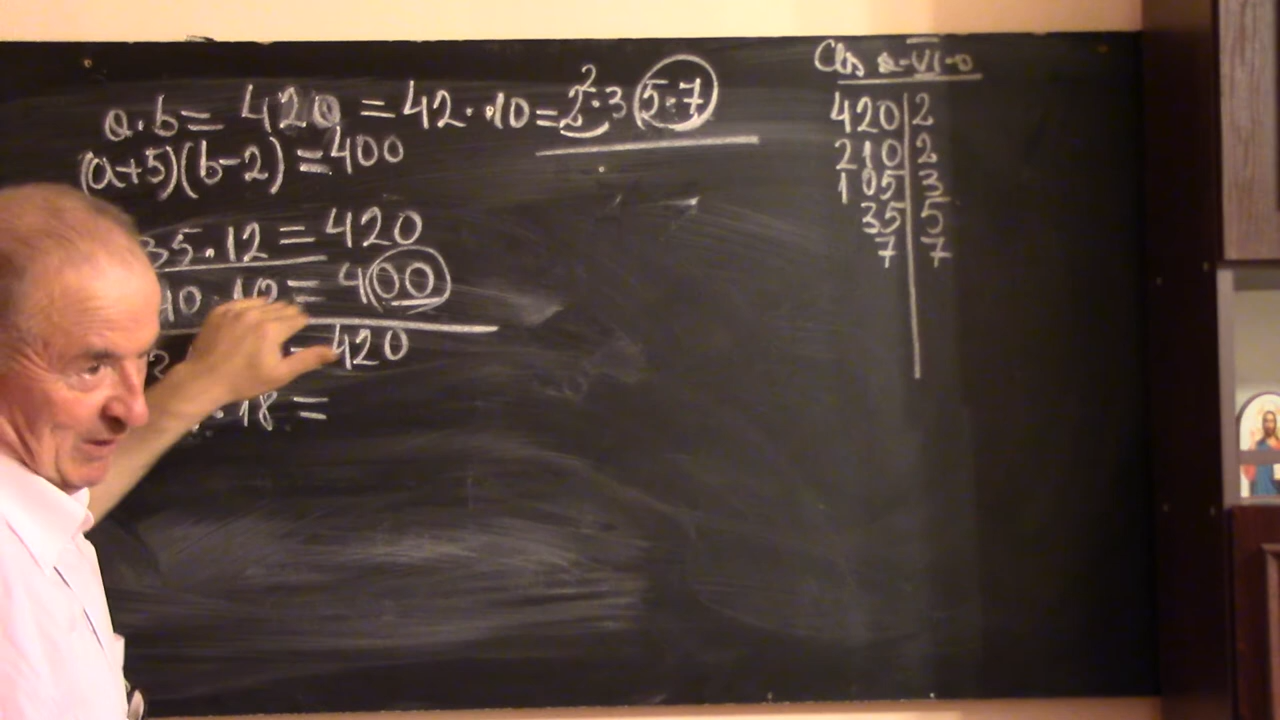 a·b= 420 = 42·10=2²·3 5·7
(a+5)(b-2) =400
35·12 = 420
40·10= 400
420
·18 =
Cls a-VI-a
420|2
210|2
105|3
35|5
7|7